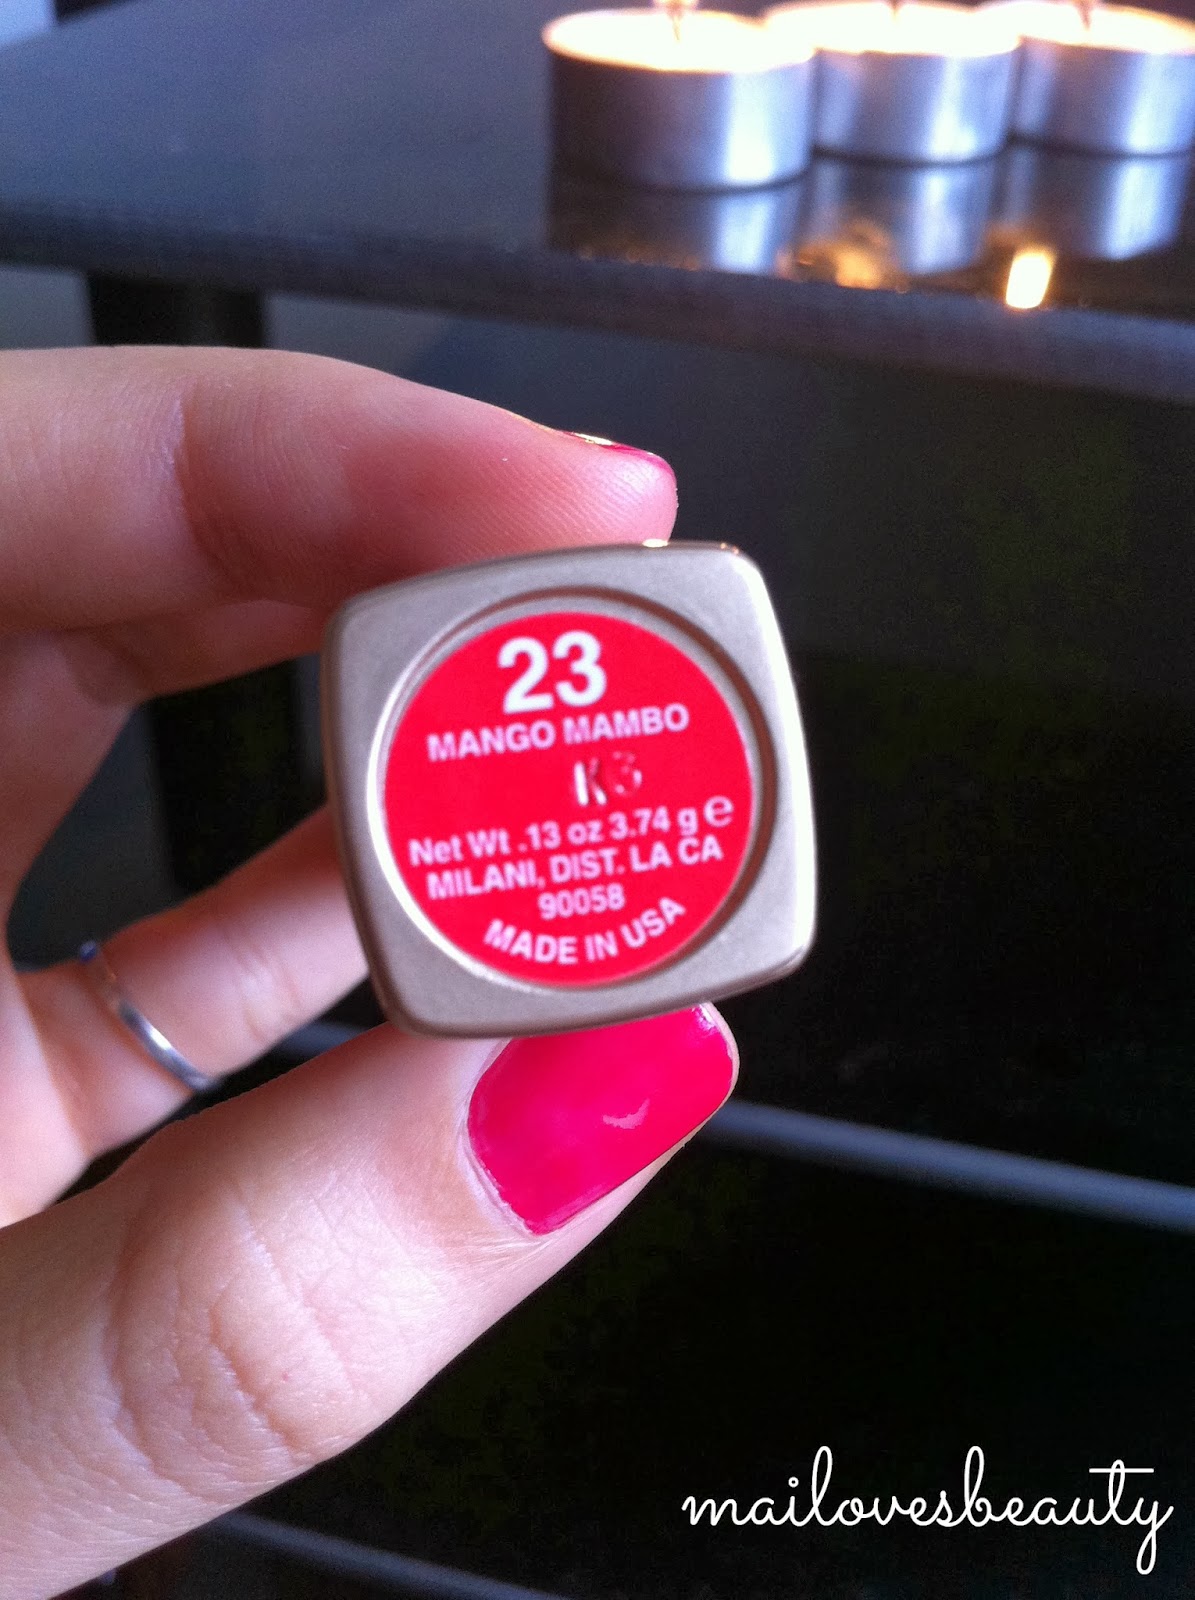 23
MANGO MAMBO
K3
Net Wt .13 oz 3.74 g e
MILANI, DIST. LA CA
90058
MADE IN USA
mailovesbeauty